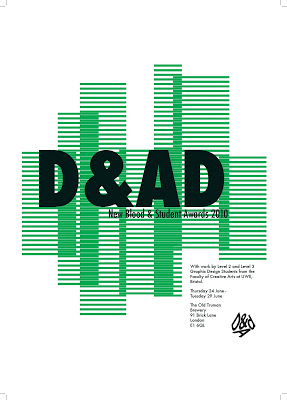 D&AD
New Blood & Student Awards 2010
With work by Level 2 and Level 3
Graphic Design Students from the
Faculty of Creative Arts at UWE,
Bristol.
Thursday 24 June -
Tuesday 29 June
The Old Truman
Brewery
91 Brick Lane
London
E1 6QL
D&AD